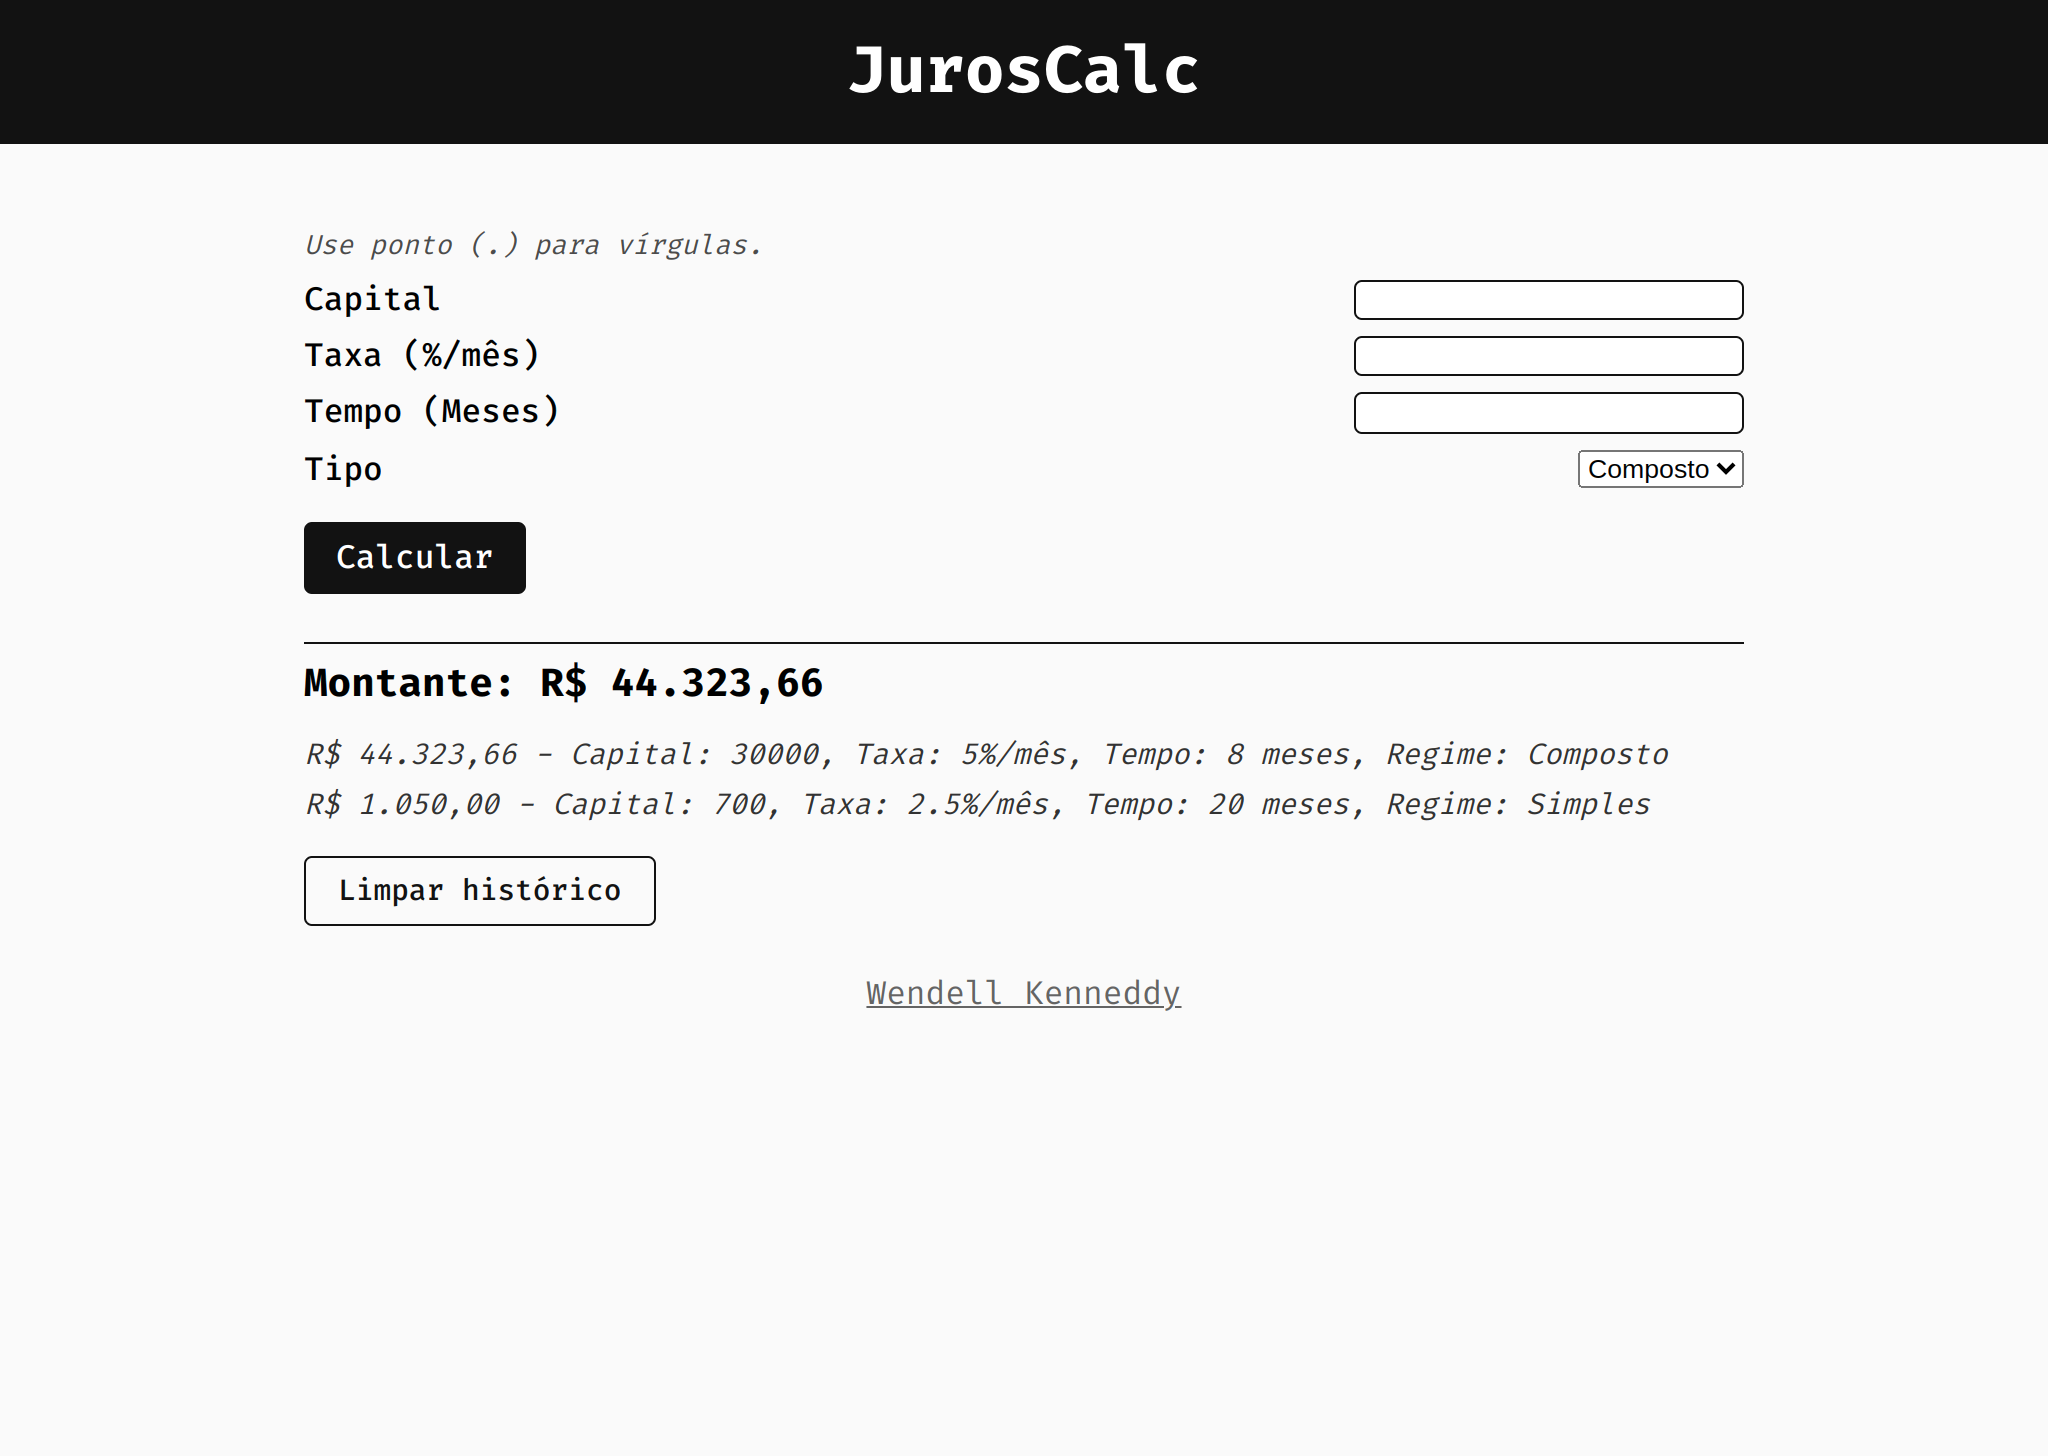 JurosCalc
Use ponto (.) para vírgulas.
Capital
Taxa (%/mês)
Tempo (Meses)
Tipo Composto
Calcular
Montante: R$ 44.323,66
R$ 44.323,66 - Capital: 30000, Taxa: 5%/mês, Tempo: 8 meses, Regime: Composto
R$ 1.050,00 - Capital: 700, Taxa: 2.5%/mês, Tempo: 20 meses, Regime: Simples
Limpar histórico
Wendell Kenneddy